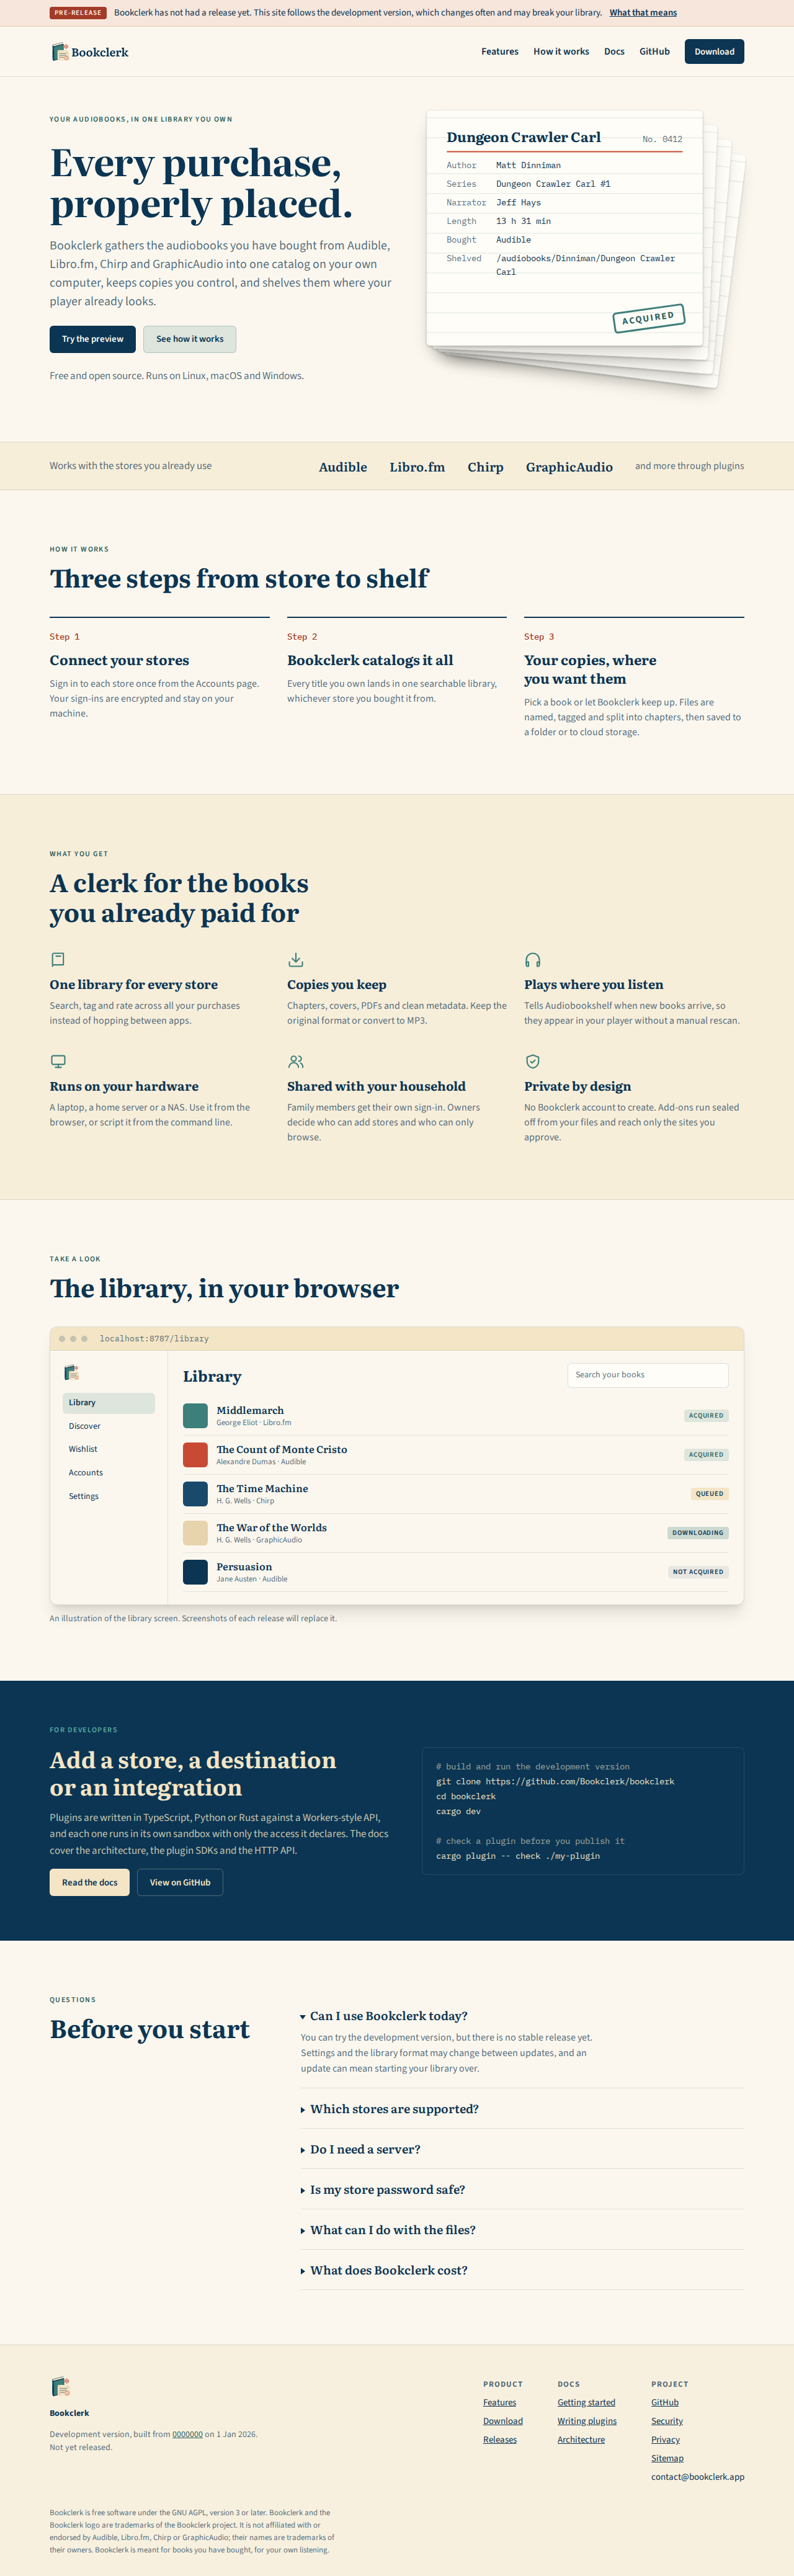 PRE-RELEASE Bookclerk has not had a release yet. This site follows the development version, which changes often and may break your library. What that means
Bookclerk
Features How it works Docs GitHub Download
YOUR AUDIOBOOKS, IN ONE LIBRARY YOU OWN
Every purchase,
properly placed.
Bookclerk gathers the audiobooks you have bought from Audible,
Libro.fm, Chirp and GraphicAudio into one catalog on your own
computer, keeps copies you control, and shelves them where your
player already looks.
Try the preview See how it works
Free and open source. Runs on Linux, macOS and Windows.
Dungeon Crawler Carl No. 0412
Author Matt Dinniman
Series Dungeon Crawler Carl #1
Narrator Jeff Hays
Length 13 h 31 min
Bought Audible
Shelved /audiobooks/Dinniman/Dungeon Crawler
Carl
ACQUIRED
Works with the stores you already use Audible Libro.fm Chirp GraphicAudio and more through plugins
HOW IT WORKS
Three steps from store to shelf
Step 1
Connect your stores
Sign in to each store once from the Accounts page.
Your sign-ins are encrypted and stay on your
machine.
Step 2
Bookclerk catalogs it all
Every title you own lands in one searchable library,
whichever store you bought it from.
Step 3
Your copies, where
you want them
Pick a book or let Bookclerk keep up. Files are
named, tagged and split into chapters, then saved to
a folder or to cloud storage.
WHAT YOU GET
A clerk for the books
you already paid for
One library for every store
Search, tag and rate across all your purchases
instead of hopping between apps.
Copies you keep
Chapters, covers, PDFs and clean metadata. Keep the
original format or convert to MP3.
Plays where you listen
Tells Audiobookshelf when new books arrive, so
they appear in your player without a manual rescan.
Runs on your hardware
A laptop, a home server or a NAS. Use it from the
browser, or script it from the command line.
Shared with your household
Family members get their own sign-in. Owners
decide who can add stores and who can only
browse.
Private by design
No Bookclerk account to create. Add-ons run sealed
off from your files and reach only the sites you
approve.
TAKE A LOOK
The library, in your browser
localhost:8787/library
Library
Discover
Wishlist
Accounts
Settings
Library Search your books
Middlemarch
George Eliot · Libro.fm
ACQUIRED
The Count of Monte Cristo
Alexandre Dumas · Audible
ACQUIRED
The Time Machine
H. G. Wells · Chirp
QUEUED
The War of the Worlds
H. G. Wells · GraphicAudio
DOWNLOADING
Persuasion
Jane Austen · Audible
NOT ACQUIRED
An illustration of the library screen. Screenshots of each release will replace it.
FOR DEVELOPERS
Add a store, a destination
or an integration
Plugins are written in TypeScript, Python or Rust against a Workers-style API,
and each one runs in its own sandbox with only the access it declares. The docs
cover the architecture, the plugin SDKs and the HTTP API.
Read the docs View on GitHub
# build and run the development version
git clone https://github.com/Bookclerk/bookclerk
cd bookclerk
cargo dev
# check a plugin before you publish it
cargo plugin -- check ./my-plugin
QUESTIONS
Before you start
Can I use Bookclerk today?
You can try the development version, but there is no stable release yet.
Settings and the library format may change between updates, and an
update can mean starting your library over.
Which stores are supported?
Do I need a server?
Is my store password safe?
What can I do with the files?
What does Bookclerk cost?
Bookclerk
Development version, built from 0000000 on 1 Jan 2026.
Not yet released.
PRODUCT
Features
Download
Releases
DOCS
Getting started
Writing plugins
Architecture
PROJECT
GitHub
Security
Privacy
Sitemap
contact@bookclerk.app
Bookclerk is free software under the GNU AGPL, version 3 or later. Bookclerk and the
Bookclerk logo are trademarks of the Bookclerk project. It is not affiliated with or
endorsed by Audible, Libro.fm, Chirp or GraphicAudio; their names are trademarks of
their owners. Bookclerk is meant for books you have bought, for your own listening.